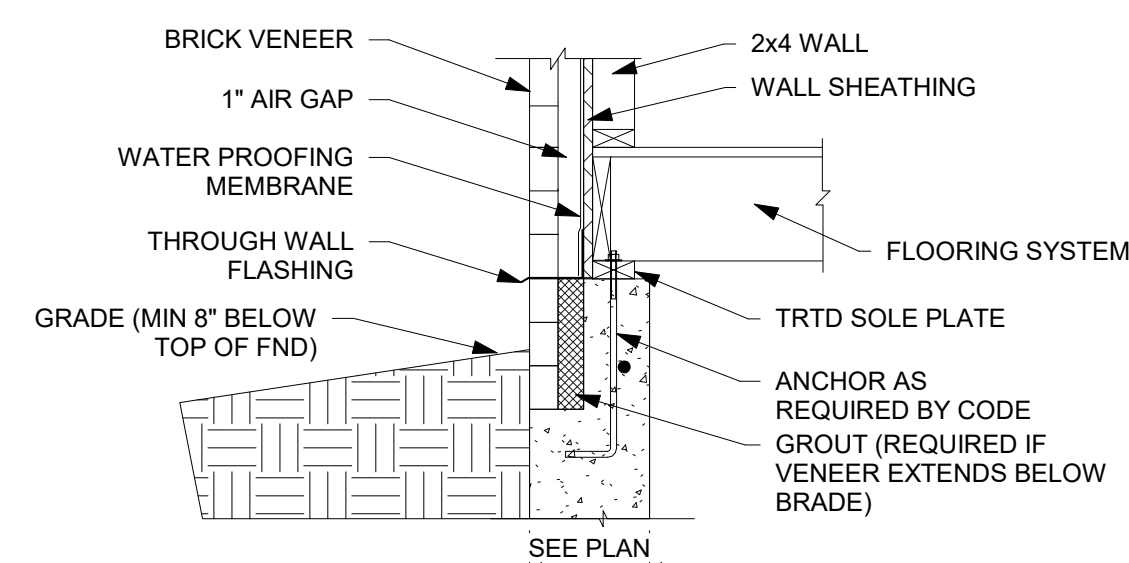 BRICK VENEER
1" AIR GAP
WATER PROOFING
MEMBRANE
THROUGH WALL
FLASHING
GRADE (MIN 8" BELOW
TOP OF FND)
2x4 WALL
WALL SHEATHING
FLOORING SYSTEM
TRTD SOLE PLATE
ANCHOR AS
REQUIRED BY CODE
GROUT (REQUIRED IF
VENEER EXTENDS BELOW
BRADE)
SEE PLAN